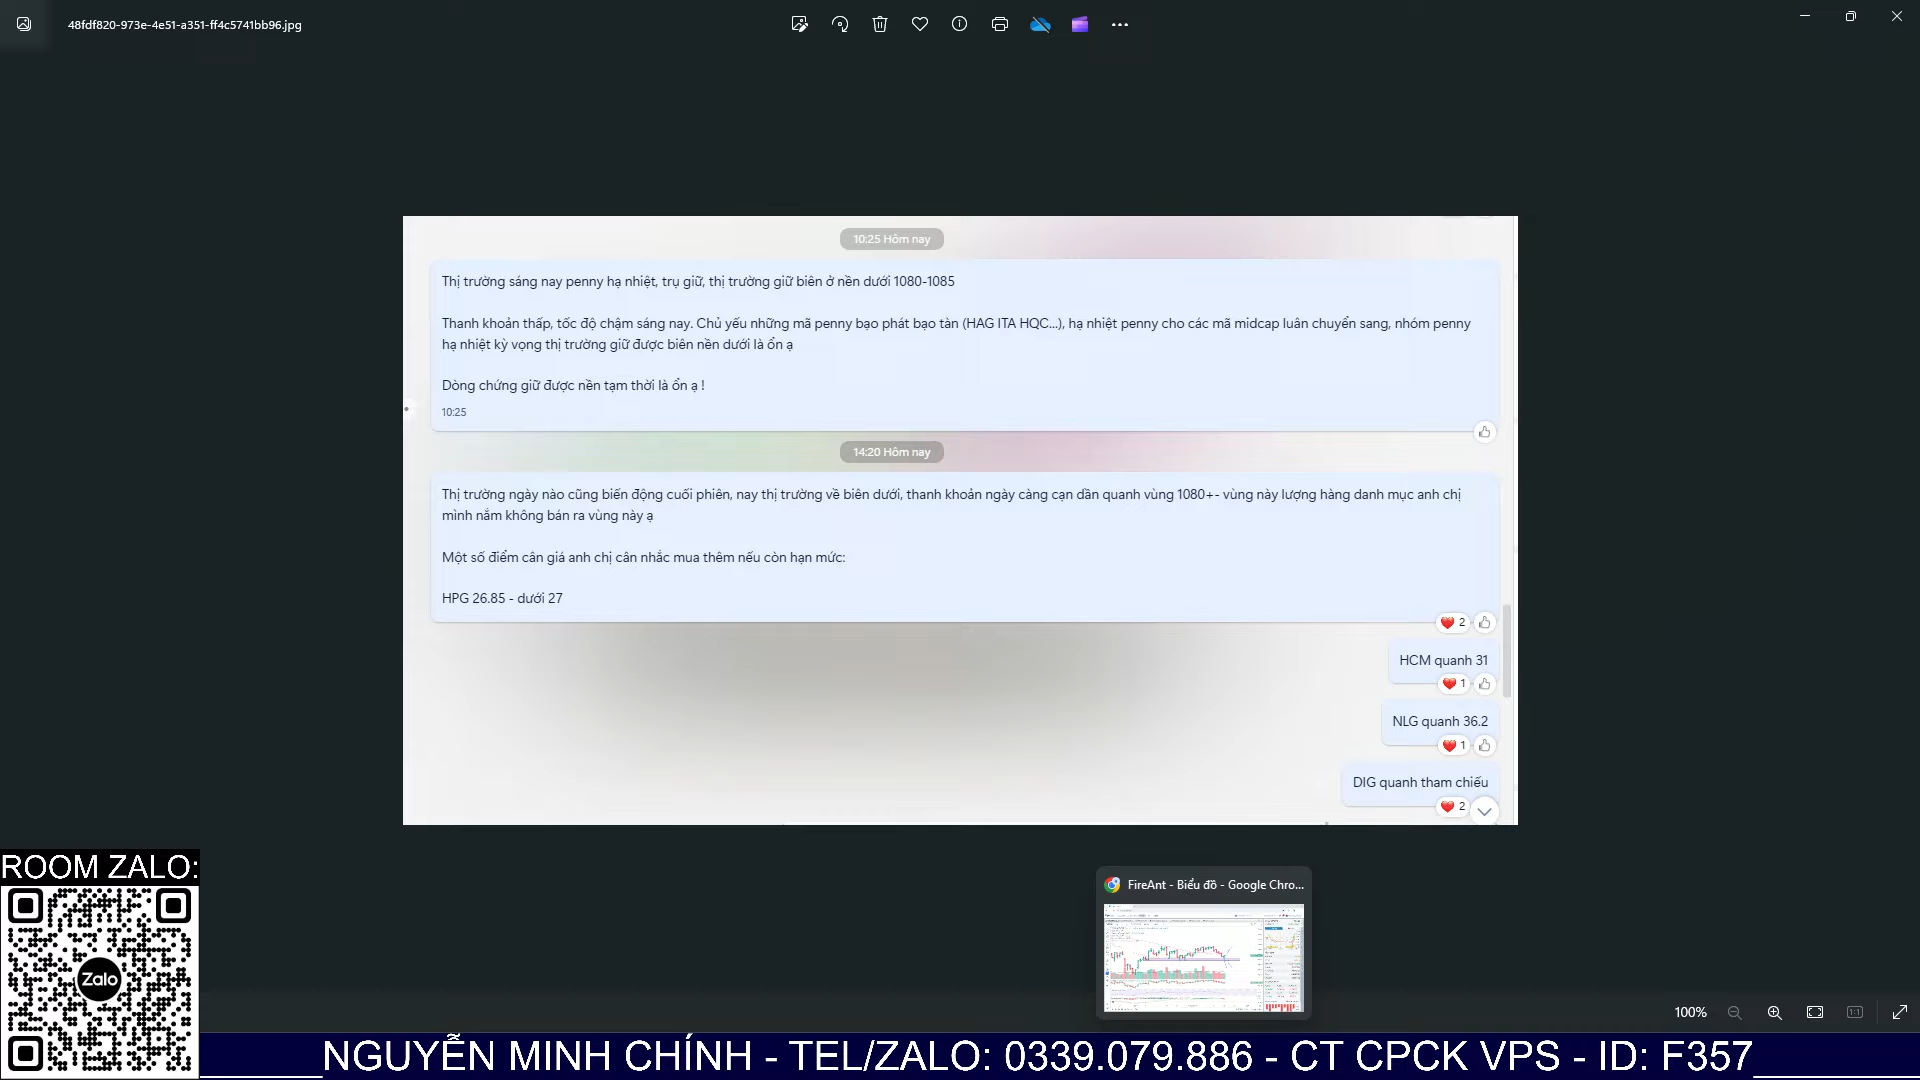 48fdf820-973e-4e51-a351-ff4c5741bb96.jpg
10:25 Hôm nay
Thị trường sáng nay penny hạ nhiệt, trụ giữ, thị trường giữ biên ở nền dưới 1080-1085
Thanh khoản thấp, tốc độ chậm sáng nay. Chủ yếu những mã penny bạo phát bạo tàn (HAG ITA HQC...), hạ nhiệt penny cho các mã midcap luân chuyển sang, nhóm penny
hạ nhiệt kỳ vọng thị trường giữ được biên nền dưới là ổn ạ
Dòng chứng giữ được nền tạm thời là ổn ạ !
10:25
14:20 Hôm nay
Thị trường ngày nào cũng biến động cuối phiên, nay thị trường về biên dưới, thanh khoản ngày càng cạn dần quanh vùng 1080+- vùng này lượng hàng danh mục anh chị
mình nắm không bán ra vùng này ạ
Một số điểm cân giá anh chị cân nhắc mua thêm nếu còn hạn mức:
HPG 26.85 - dưới 27
2
HCM quanh 31
1
NLG quanh 36.2
1
DIG quanh tham chiếu
2
ROOM ZALO:
Zalo
FireAnt - Biểu đồ - Google Chro...
100%
1:1
NGUYỄN MINH CHÍNH - TEL/ZALO: 0339.079.886 - CT CPCK VPS - ID: F357